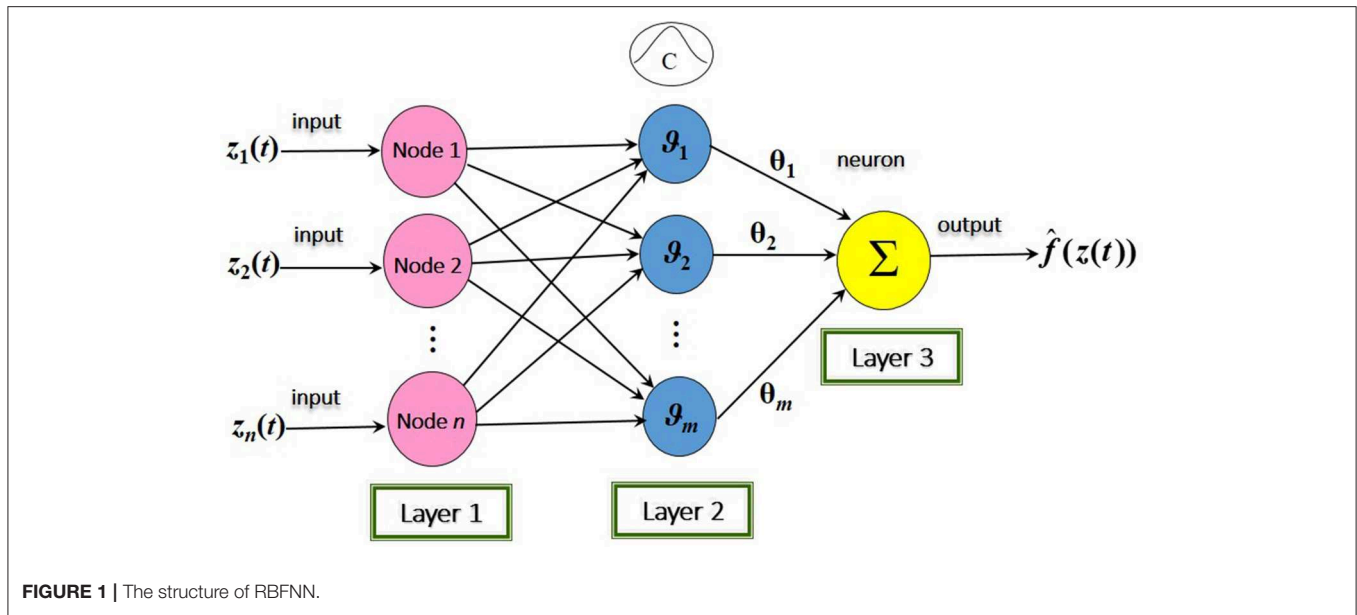 C
input
z₁(t)
Node 1
ϑ₁
θ₁
neuron
input
z₂(t)
Node 2
ϑ₂
θ₂
Σ
output
f̂(z(t))
⋮
⋮
Layer 3
input
zₙ(t)
Node n
ϑₘ
θₘ
Layer 1
Layer 2
FIGURE 1 | The structure of RBFNN.